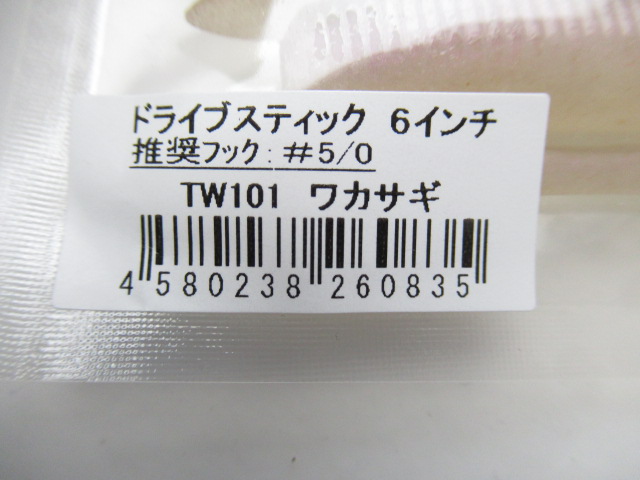 ドライブスティック 6インチ
推奨フック:#5/0
TW101 ワカサギ
4 580238 260835